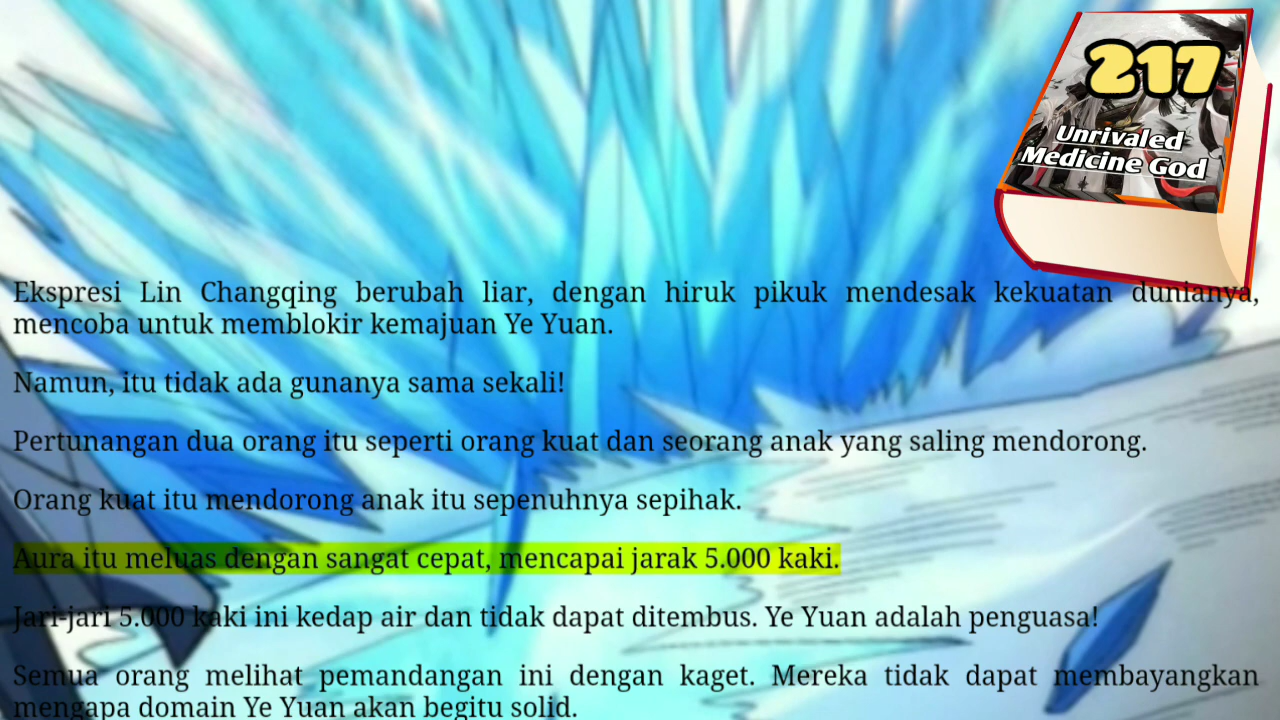 217
Unrivaled
Medicine God
Ekspresi Lin Changqing berubah liar, dengan hiruk pikuk mendesak kekuatan dunianya,
mencoba untuk memblokir kemajuan Ye Yuan.
Namun, itu tidak ada gunanya sama sekali!
Pertunangan dua orang itu seperti orang kuat dan seorang anak yang saling mendorong.
Orang kuat itu mendorong anak itu sepenuhnya sepihak.
Aura itu meluas dengan sangat cepat, mencapai jarak 5.000 kaki.
Jari-jari 5.000 kaki ini kedap air dan tidak dapat ditembus. Ye Yuan adalah penguasa!
Semua orang melihat pemandangan ini dengan kaget. Mereka tidak dapat membayangkan
mengapa domain Ye Yuan akan begitu solid.